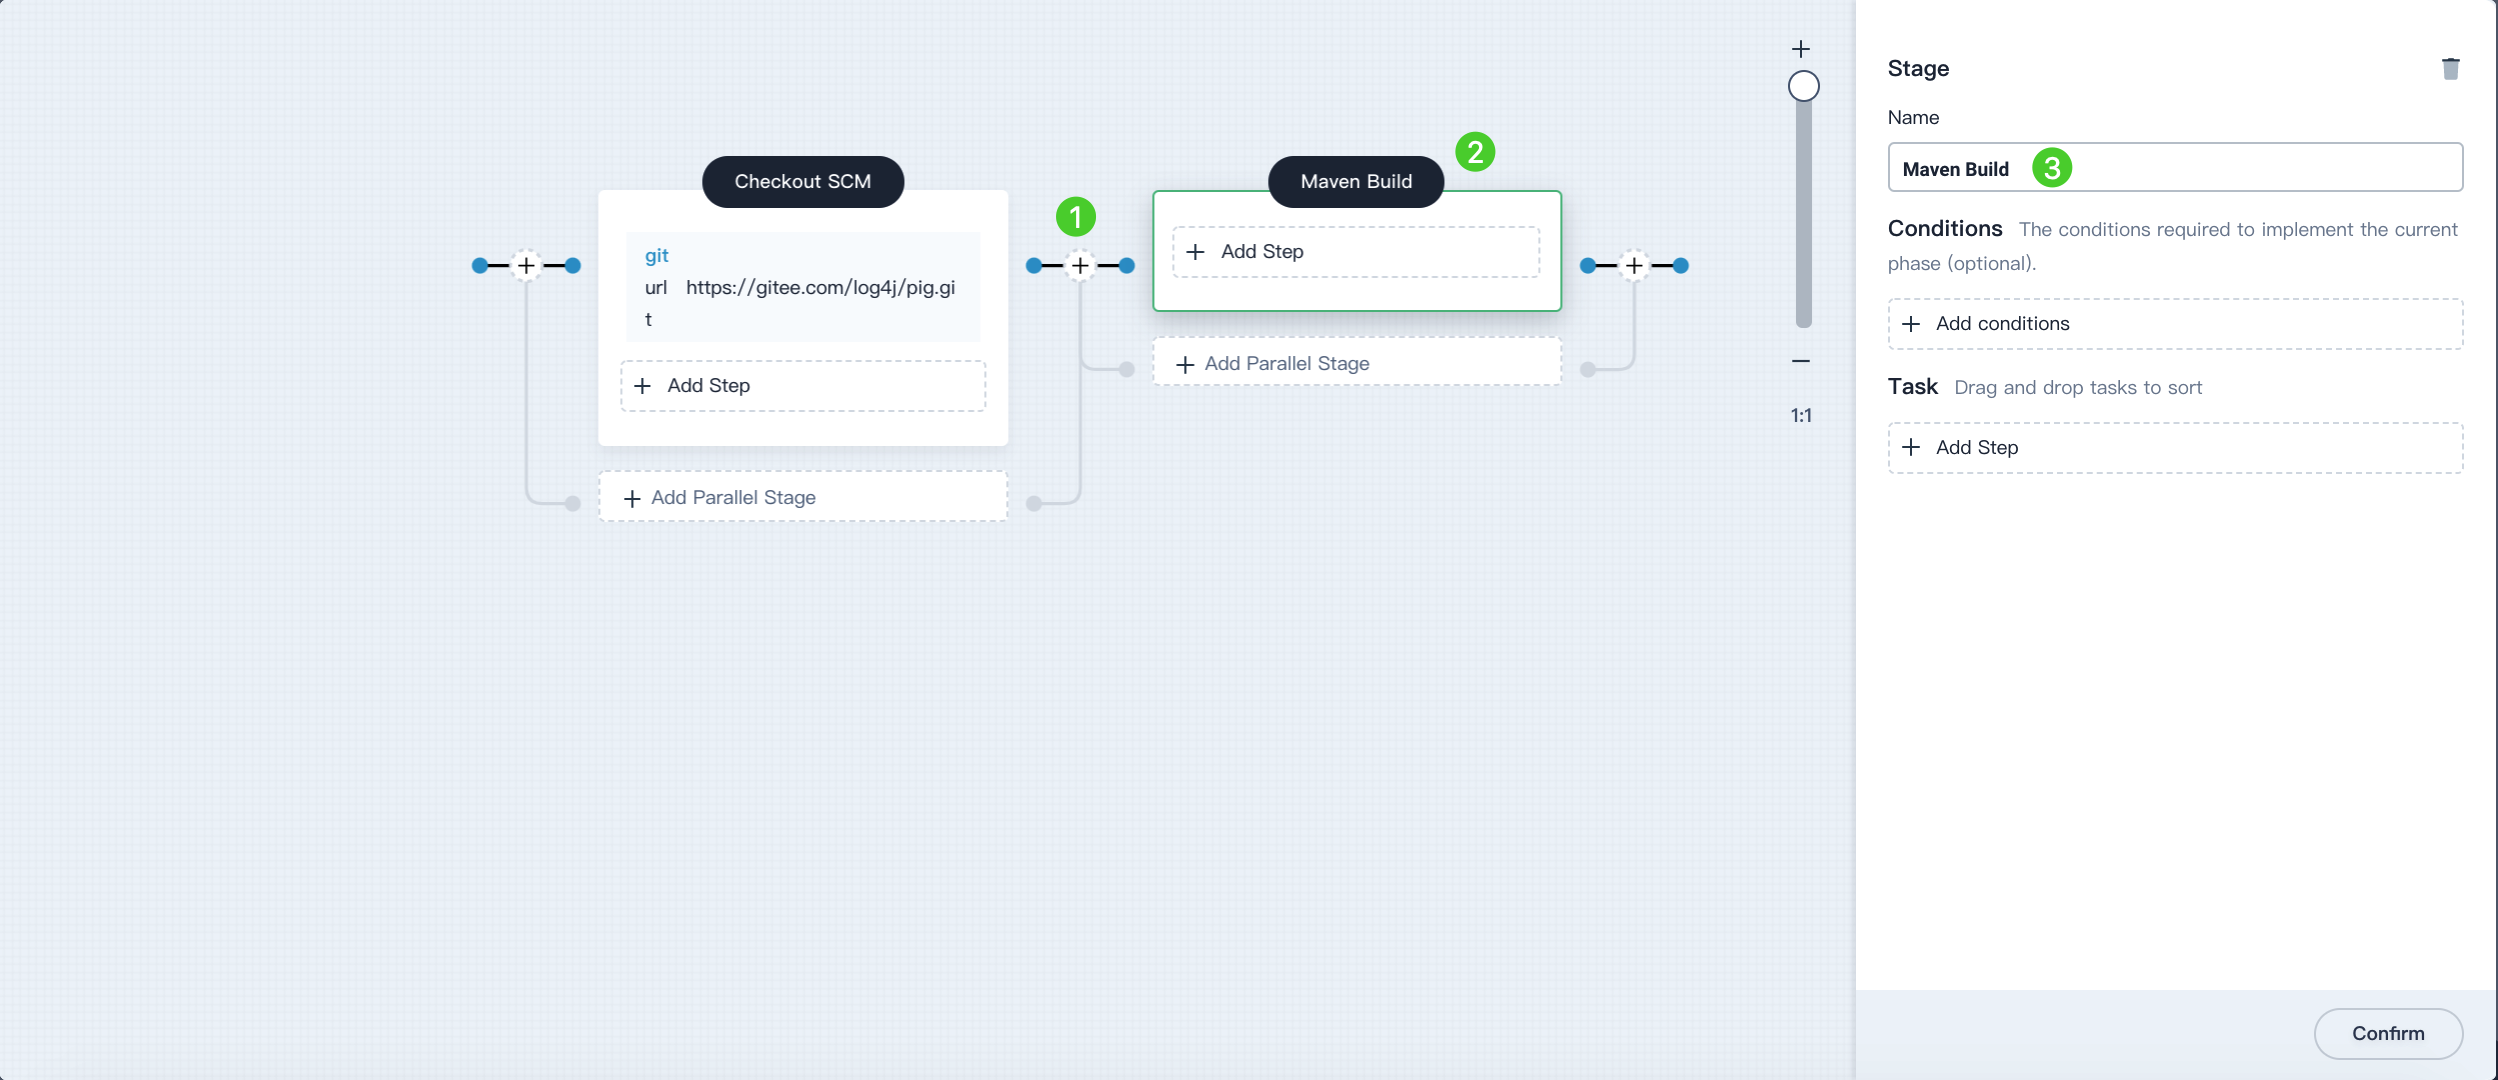 Checkout SCM
git
url https://gitee.com/log4j/pig.gi
t
Add Step
Add Parallel Stage
1
Maven Build
2
Add Step
Add Parallel Stage
1:1
Stage
Name
Maven Build 3
Conditions The conditions required to implement the current
phase (optional).
Add conditions
Task Drag and drop tasks to sort
Add Step
Confirm